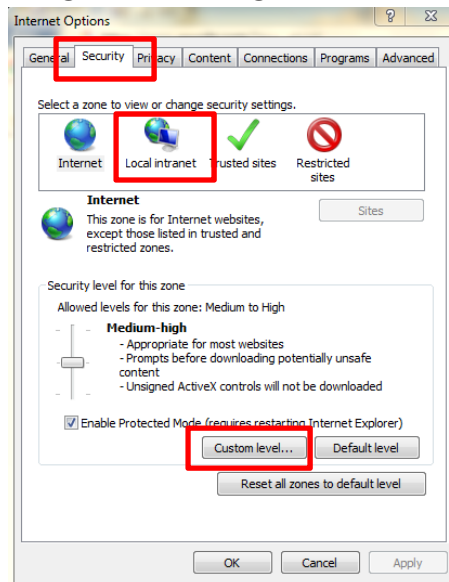 Internet Options
General Security Privacy Content Connections Programs Advanced
Select a zone to view or change security settings.
Internet Local intranet Trusted sites Restricted
sites
Internet
Sites
This zone is for Internet websites,
except those listed in trusted and
restricted zones.
Security level for this zone
Allowed levels for this zone: Medium to High
Medium-high
- Appropriate for most websites
- Prompts before downloading potentially unsafe
content
- Unsigned ActiveX controls will not be downloaded
Enable Protected Mode (requires restarting Internet Explorer)
Custom level... Default level
Reset all zones to default level
OK Cancel Apply